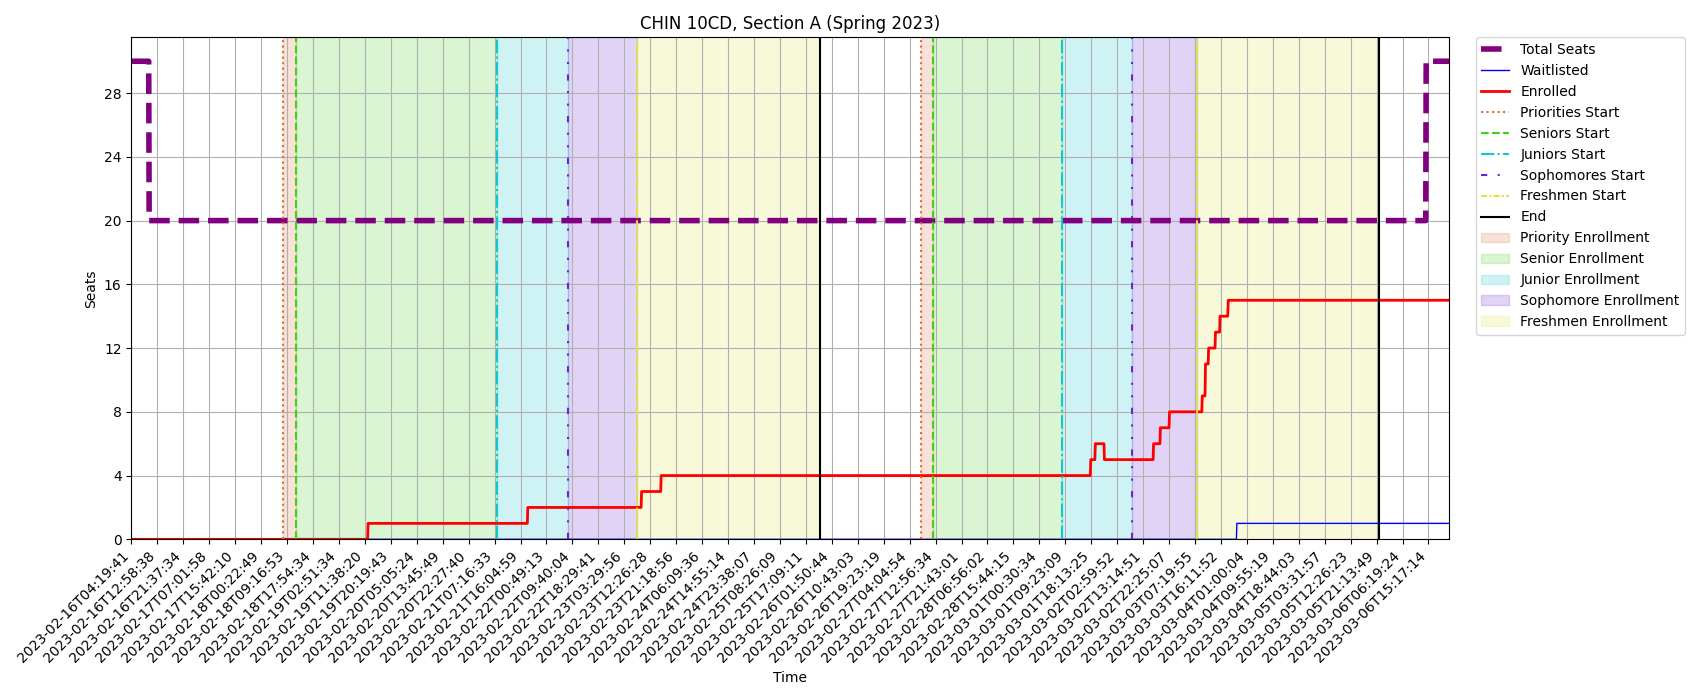 CHIN 10CD, Section A (Spring 2023)
Seats
28
24
20
16
12
8
4
0
2023-02-16T04:19:41
2023-02-16T12:58:38
2023-02-16T21:37:34
2023-02-17T07:01:58
2023-02-17T15:42:10
2023-02-18T00:22:49
2023-02-18T09:16:53
2023-02-18T17:54:34
2023-02-19T02:51:34
2023-02-19T11:38:20
2023-02-19T20:19:43
2023-02-20T05:05:24
2023-02-20T13:45:49
2023-02-20T22:27:40
2023-02-21T07:16:33
2023-02-21T16:04:59
2023-02-22T00:49:13
2023-02-22T09:40:04
2023-02-22T18:29:41
2023-02-23T03:29:56
2023-02-23T12:26:28
2023-02-23T21:18:56
2023-02-24T06:09:36
2023-02-24T14:55:14
2023-02-24T23:38:07
2023-02-25T08:26:09
2023-02-25T17:09:11
2023-02-26T01:50:44
2023-02-26T10:43:03
2023-02-26T19:23:19
2023-02-27T04:04:54
2023-02-27T12:56:34
2023-02-27T21:43:01
2023-02-28T06:56:02
2023-02-28T15:44:15
2023-03-01T00:30:34
2023-03-01T09:23:09
2023-03-01T18:13:25
2023-03-02T02:59:52
2023-03-02T13:14:51
2023-03-02T22:25:07
2023-03-03T07:19:55
2023-03-03T16:11:52
2023-03-04T01:00:04
2023-03-04T09:55:19
2023-03-04T18:44:03
2023-03-05T03:31:57
2023-03-05T12:26:23
2023-03-05T21:13:49
2023-03-06T06:19:24
2023-03-06T15:17:14
Time
Total Seats
Waitlisted
Enrolled
Priorities Start
Seniors Start
Juniors Start
Sophomores Start
Freshmen Start
End
Priority Enrollment
Senior Enrollment
Junior Enrollment
Sophomore Enrollment
Freshmen Enrollment